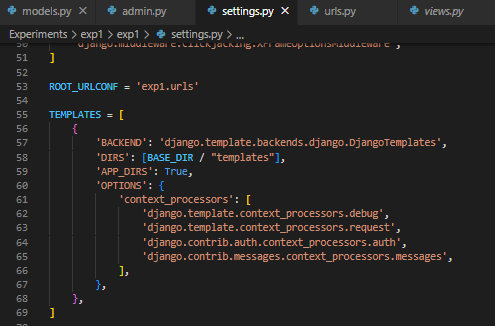 models.py admin.py settings.py urls.py views.py
Experiments > exp1 > exp1 > settings.py > ...
50 'django.middleware.clickjacking.XFrameOptionsMiddleware',
51 ]
52
53 ROOT_URLCONF = 'exp1.urls'
54
55 TEMPLATES = [
56 {
57 'BACKEND': 'django.template.backends.django.DjangoTemplates',
58 'DIRS': [BASE_DIR / "templates"],
59 'APP_DIRS': True,
60 'OPTIONS': {
61 'context_processors': [
62 'django.template.context_processors.debug',
63 'django.template.context_processors.request',
64 'django.contrib.auth.context_processors.auth',
65 'django.contrib.messages.context_processors.messages',
66 ],
67 },
68 },
69 ]